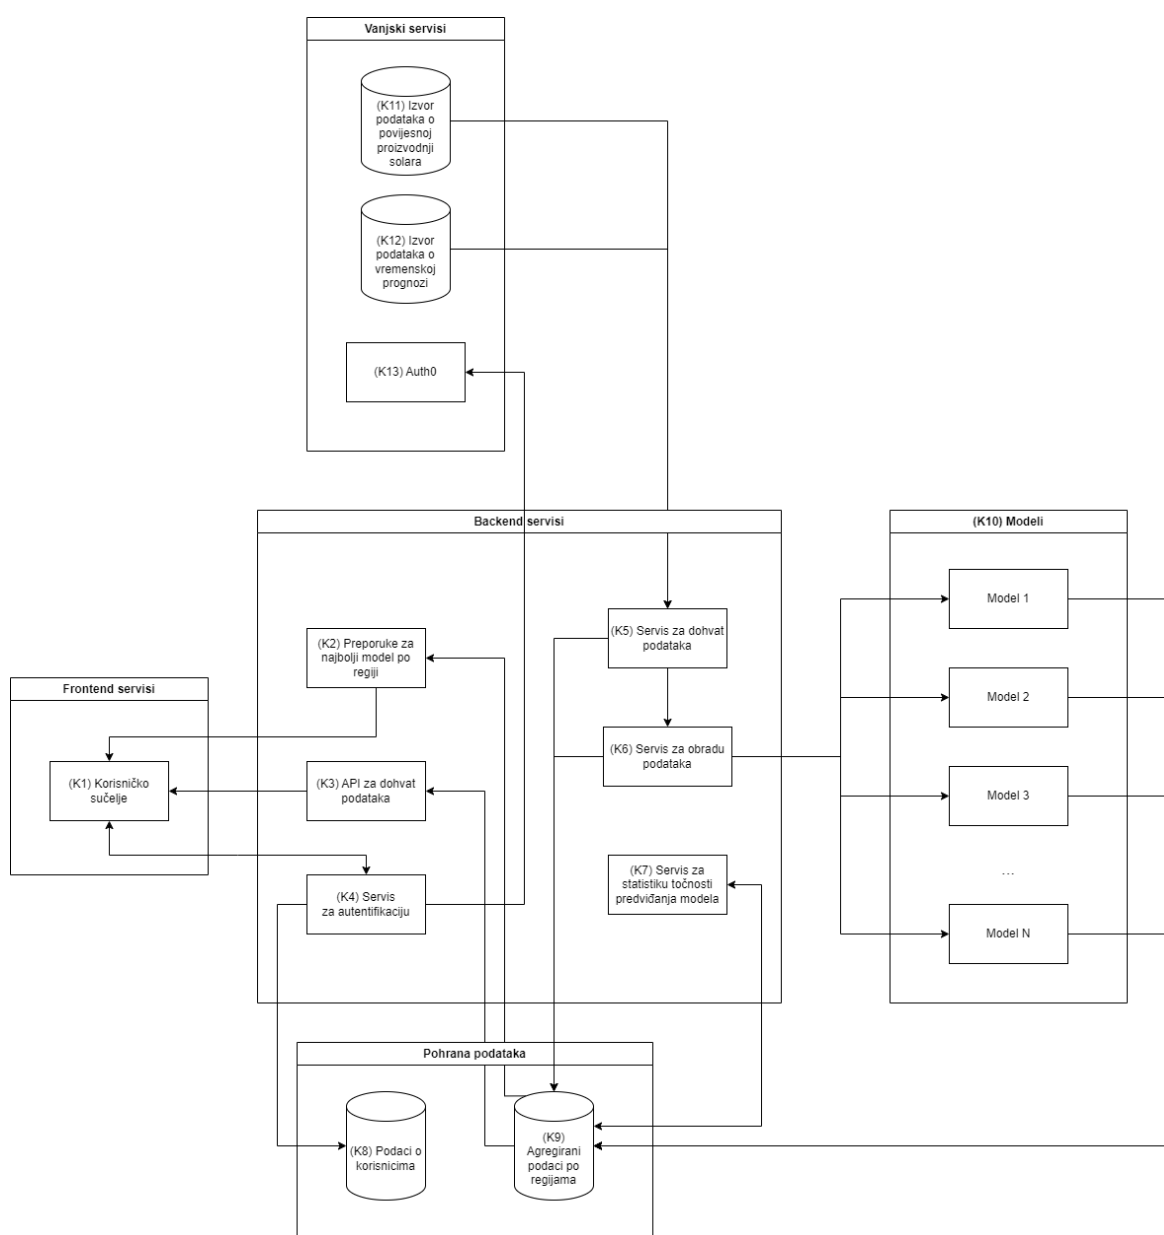 Vanjski servisi
(K11) Izvor
podataka o
povijesnoj
proizvodnji
solara
(K12) Izvor
podataka o
vremenskoj
prognozi
(K13) Auth0
Backend servisi
(K10) Modeli
Model 1
(K5) Servis za dohvat
podataka
(K2) Preporuke za
najbolji model po
regiji
Frontend servisi
Model 2
(K6) Servis za obradu
podataka
(K1) Korisničko
sučelje
(K3) API za dohvat
podataka
Model 3
...
(K7) Servis za
statistiku točnosti
predviđanja modela
(K4) Servis
za autentifikaciju
Model N
Pohrana podataka
(K8) Podaci o
korisnicima
(K9)
Agregirani
podaci po
regijama